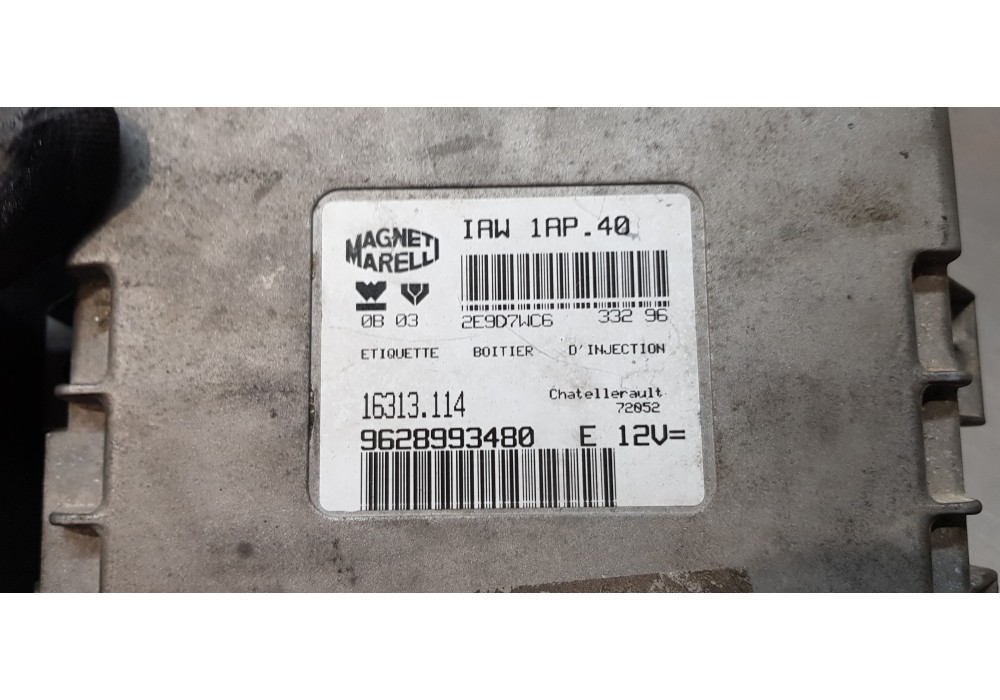 MAGNETI
MARELLI
IAW 1AP.40
0B 03
2E9D7WC6 332 96
ETIQUETTE BOITIER D'INJECTION
16313.114
Chatellerault
72052
9628993480 E 12V=